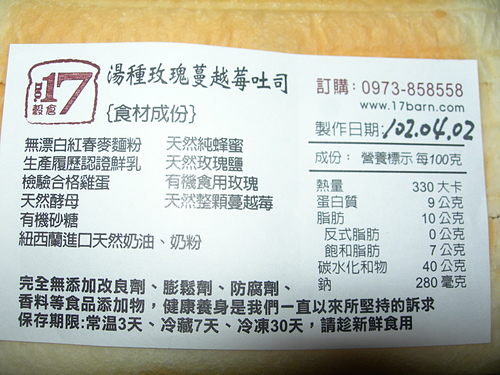 NO. 17 穀倉
湯種玫瑰蔓越莓吐司
{食材成份}
無漂白紅春麥麵粉 天然純蜂蜜
生產履歷認證鮮乳 天然玫瑰鹽
檢驗合格雞蛋 有機食用玫瑰
天然酵母 天然整顆蔓越莓
有機砂糖
紐西蘭進口天然奶油、奶粉
訂購:0973-858558
www.17barn.com
製作日期:102.04.02
成份: 營養標示 每100克
熱量 330 大卡
蛋白質 9 公克
脂肪 10 公克
反式脂肪 0 公克
飽和脂肪 7 公克
碳水化和物 40 公克
鈉 280 毫克
完全無添加改良劑、膨鬆劑、防腐劑、
香料等食品添加物,健康養身是我們一直以來所堅持的訴求
保存期限:常溫3天、冷藏7天、冷凍30天,請趁新鮮食用